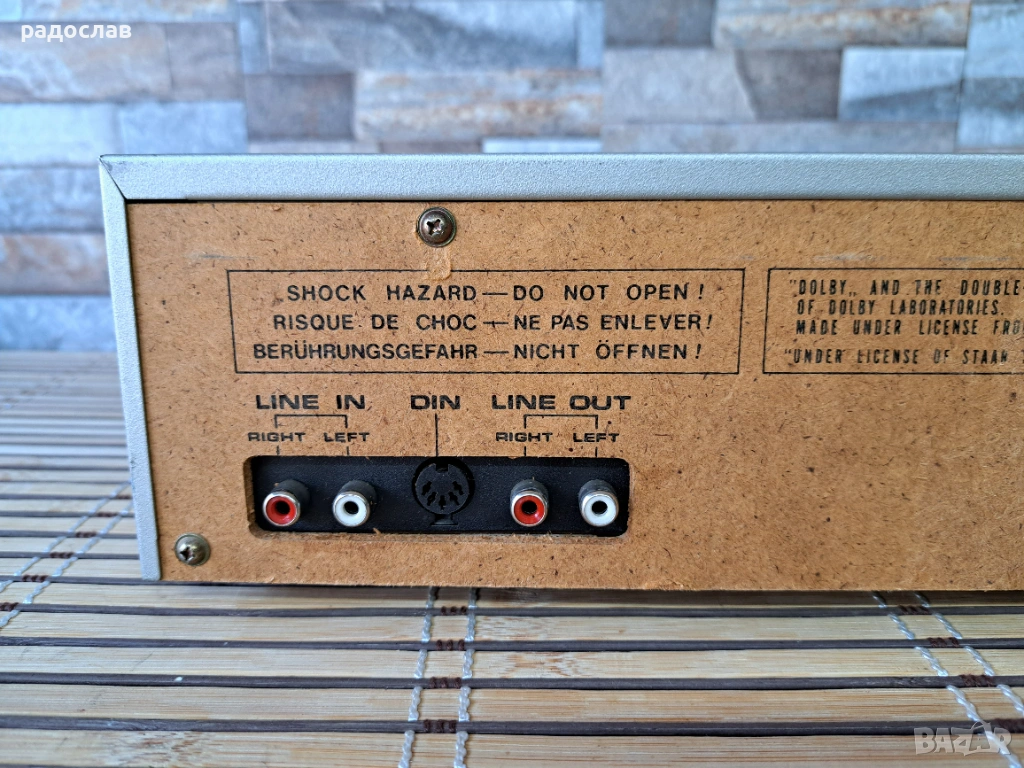 радослав
SHOCK HAZARD — DO NOT OPEN!
RISQUE DE CHOC — NE PAS ENLEVER!
BERÜHRUNGSGEFAHR — NICHT ÖFFNEN!
"DOLBY" AND THE DOUBLE-
OF DOLBY LABORATORIES.
MADE UNDER LICENSE FROM
"UNDER LICENSE OF STAAR
LINE IN DIN LINE OUT
RIGHT LEFT RIGHT LEFT
BAZAR